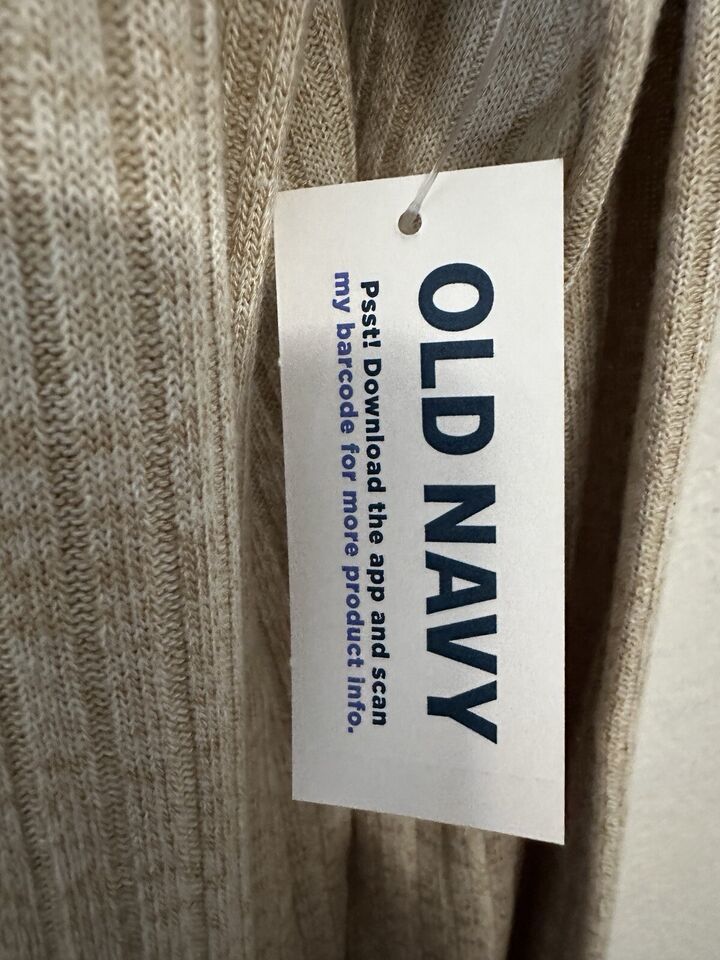 OLD NAVY
Psst! Download the app and scan
my barcode for more product info.